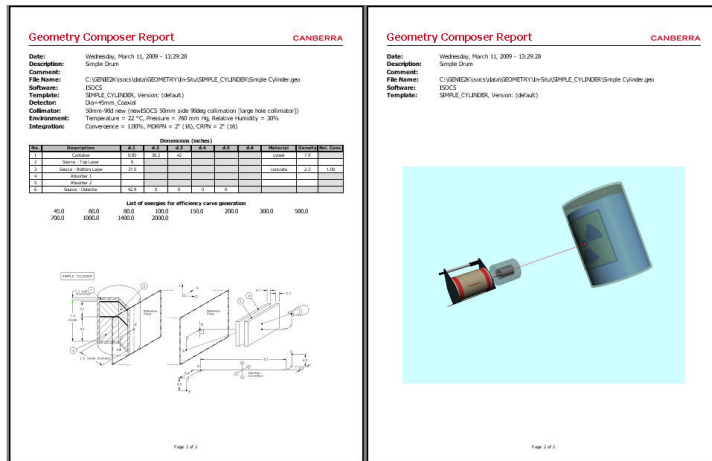 Geometry Composer Report
CANBERRA
Date: Wednesday, March 11, 2009 - 13:29:28
Description: Simple Drum
Comment:
File Name: C:\GENIE2K\isocs\data\GEOMETRY\In-Situ\SIMPLE_CYLINDER\Simple Cylinder.geo
Software: ISOCS
Template: SIMPLE_CYLINDER, Version: (default)
Detector: Dia=45mm_Coaxial
Collimator: 50mm-90d new (newISOCS 50mm side 90deg collimation [large hole collimator])
Environment: Temperature = 22 °C, Pressure = 760 mm Hg, Relative Humidity = 30%
Integration: Convergence = 1.00%, MDRPN = 2⁴ (16), CRPN = 2⁴ (16)
Dimensions (inches)
No. Description d.1 d.2 d.3 d.4 d.5 d.6 Material Density Rel. Conc.
1 Container 42 7.9
2 Source - Top Layer 0
3 Source - Bottom Layer 37.9 concrete 2.3 1.00
4 Absorber 1
5 Absorber 2
6 Source - Detector 42.9 0 0 0 0
List of energies for efficiency curve generation
45.0 60.0 80.0 100.0 150.0 200.0 300.0 500.0
700.0 1000.0 1400.0 2000.0
SIMPLE CYLINDER
Page 1 of 2
Geometry Composer Report
CANBERRA
Date: Wednesday, March 11, 2009 - 13:29:28
Description: Simple Drum
Comment:
File Name: C:\GENIE2K\isocs\data\GEOMETRY\In-Situ\SIMPLE_CYLINDER\Simple Cylinder.geo
Software: ISOCS
Template: SIMPLE_CYLINDER, Version: (default)
Page 2 of 2